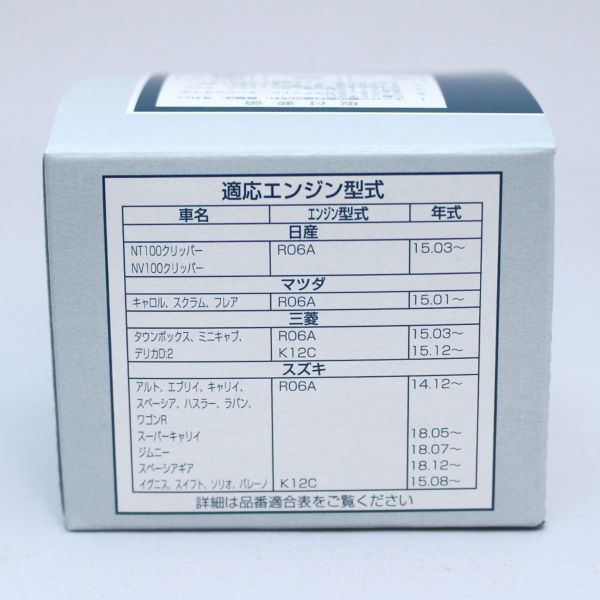 適応エンジン型式
車名 エンジン型式 年式
日産
NT100クリッパー R06A 15.03～
NV100クリッパー
マツダ
キャロル、スクラム、フレア R06A 15.01～
三菱
タウンボックス、ミニキャブ、 R06A 15.03～
デリカD:2 K12C 15.12～
スズキ
アルト、エブリイ、キャリイ、 R06A 14.12～
スペーシア、ハスラー、ラパン、
ワゴンR
スーパーキャリイ 18.05～
ジムニー 18.07～
スペーシアギア 18.12～
イグニス、スイフト、ソリオ、バレーノ K12C 15.08～
詳細は品番適合表をご覧ください